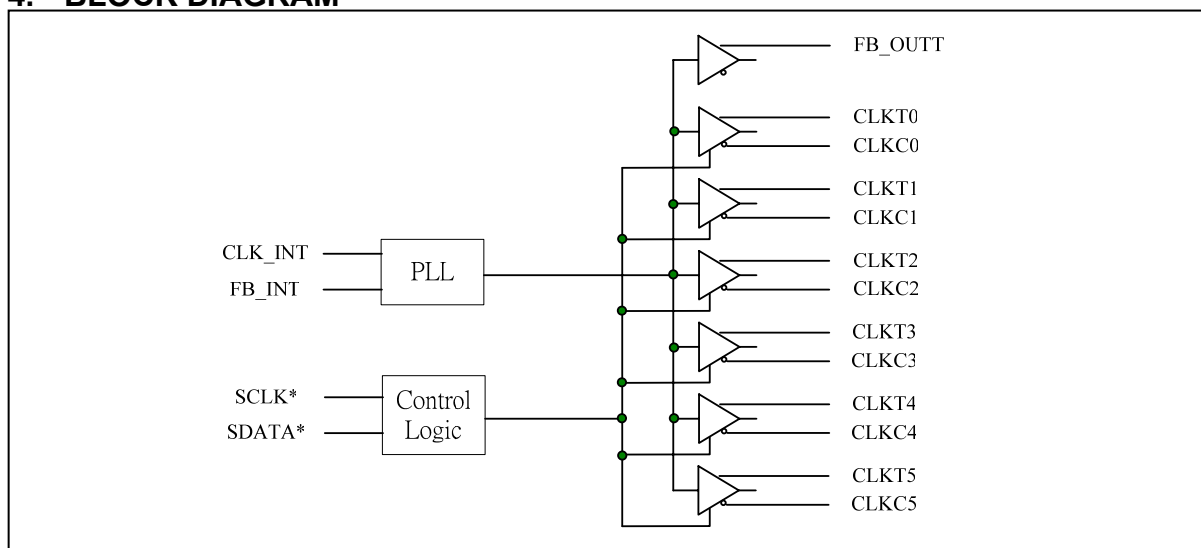 4. BLOCK DIAGRAM
FB_OUTT
CLKT0
CLKC0
CLKT1
CLKC1
CLK_INT
PLL
FB_INT
CLKT2
CLKC2
CLKT3
CLKC3
SCLK*
SDATA*
Control
Logic
CLKT4
CLKC4
CLKT5
CLKC5